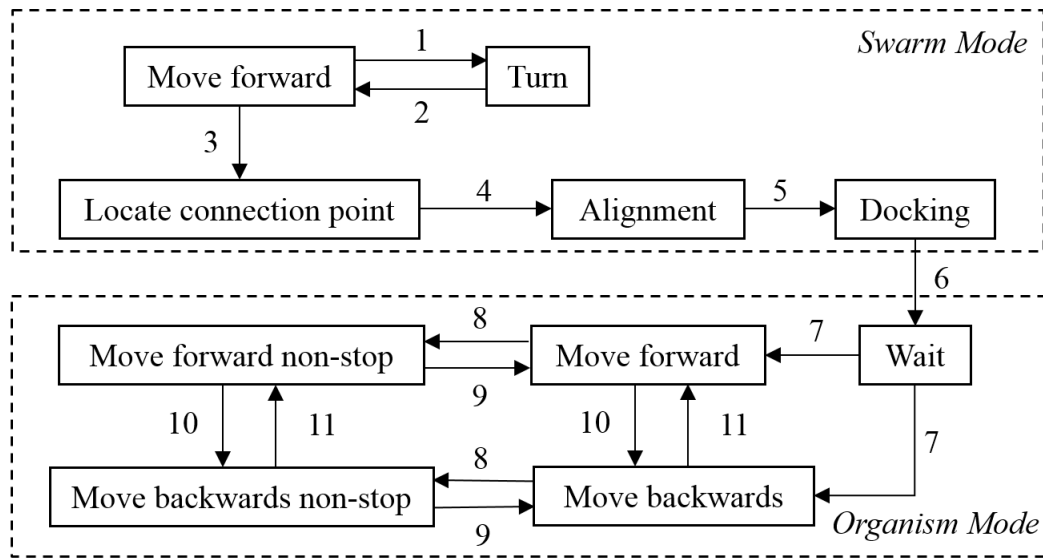 Swarm Mode
1
Move forward
Turn
2
3
Locate connection point
4
Alignment
5
Docking
6
Move forward non-stop
8
9
Move forward
7
Wait
10
11
10
11
7
Move backwards non-stop
8
9
Move backwards
Organism Mode